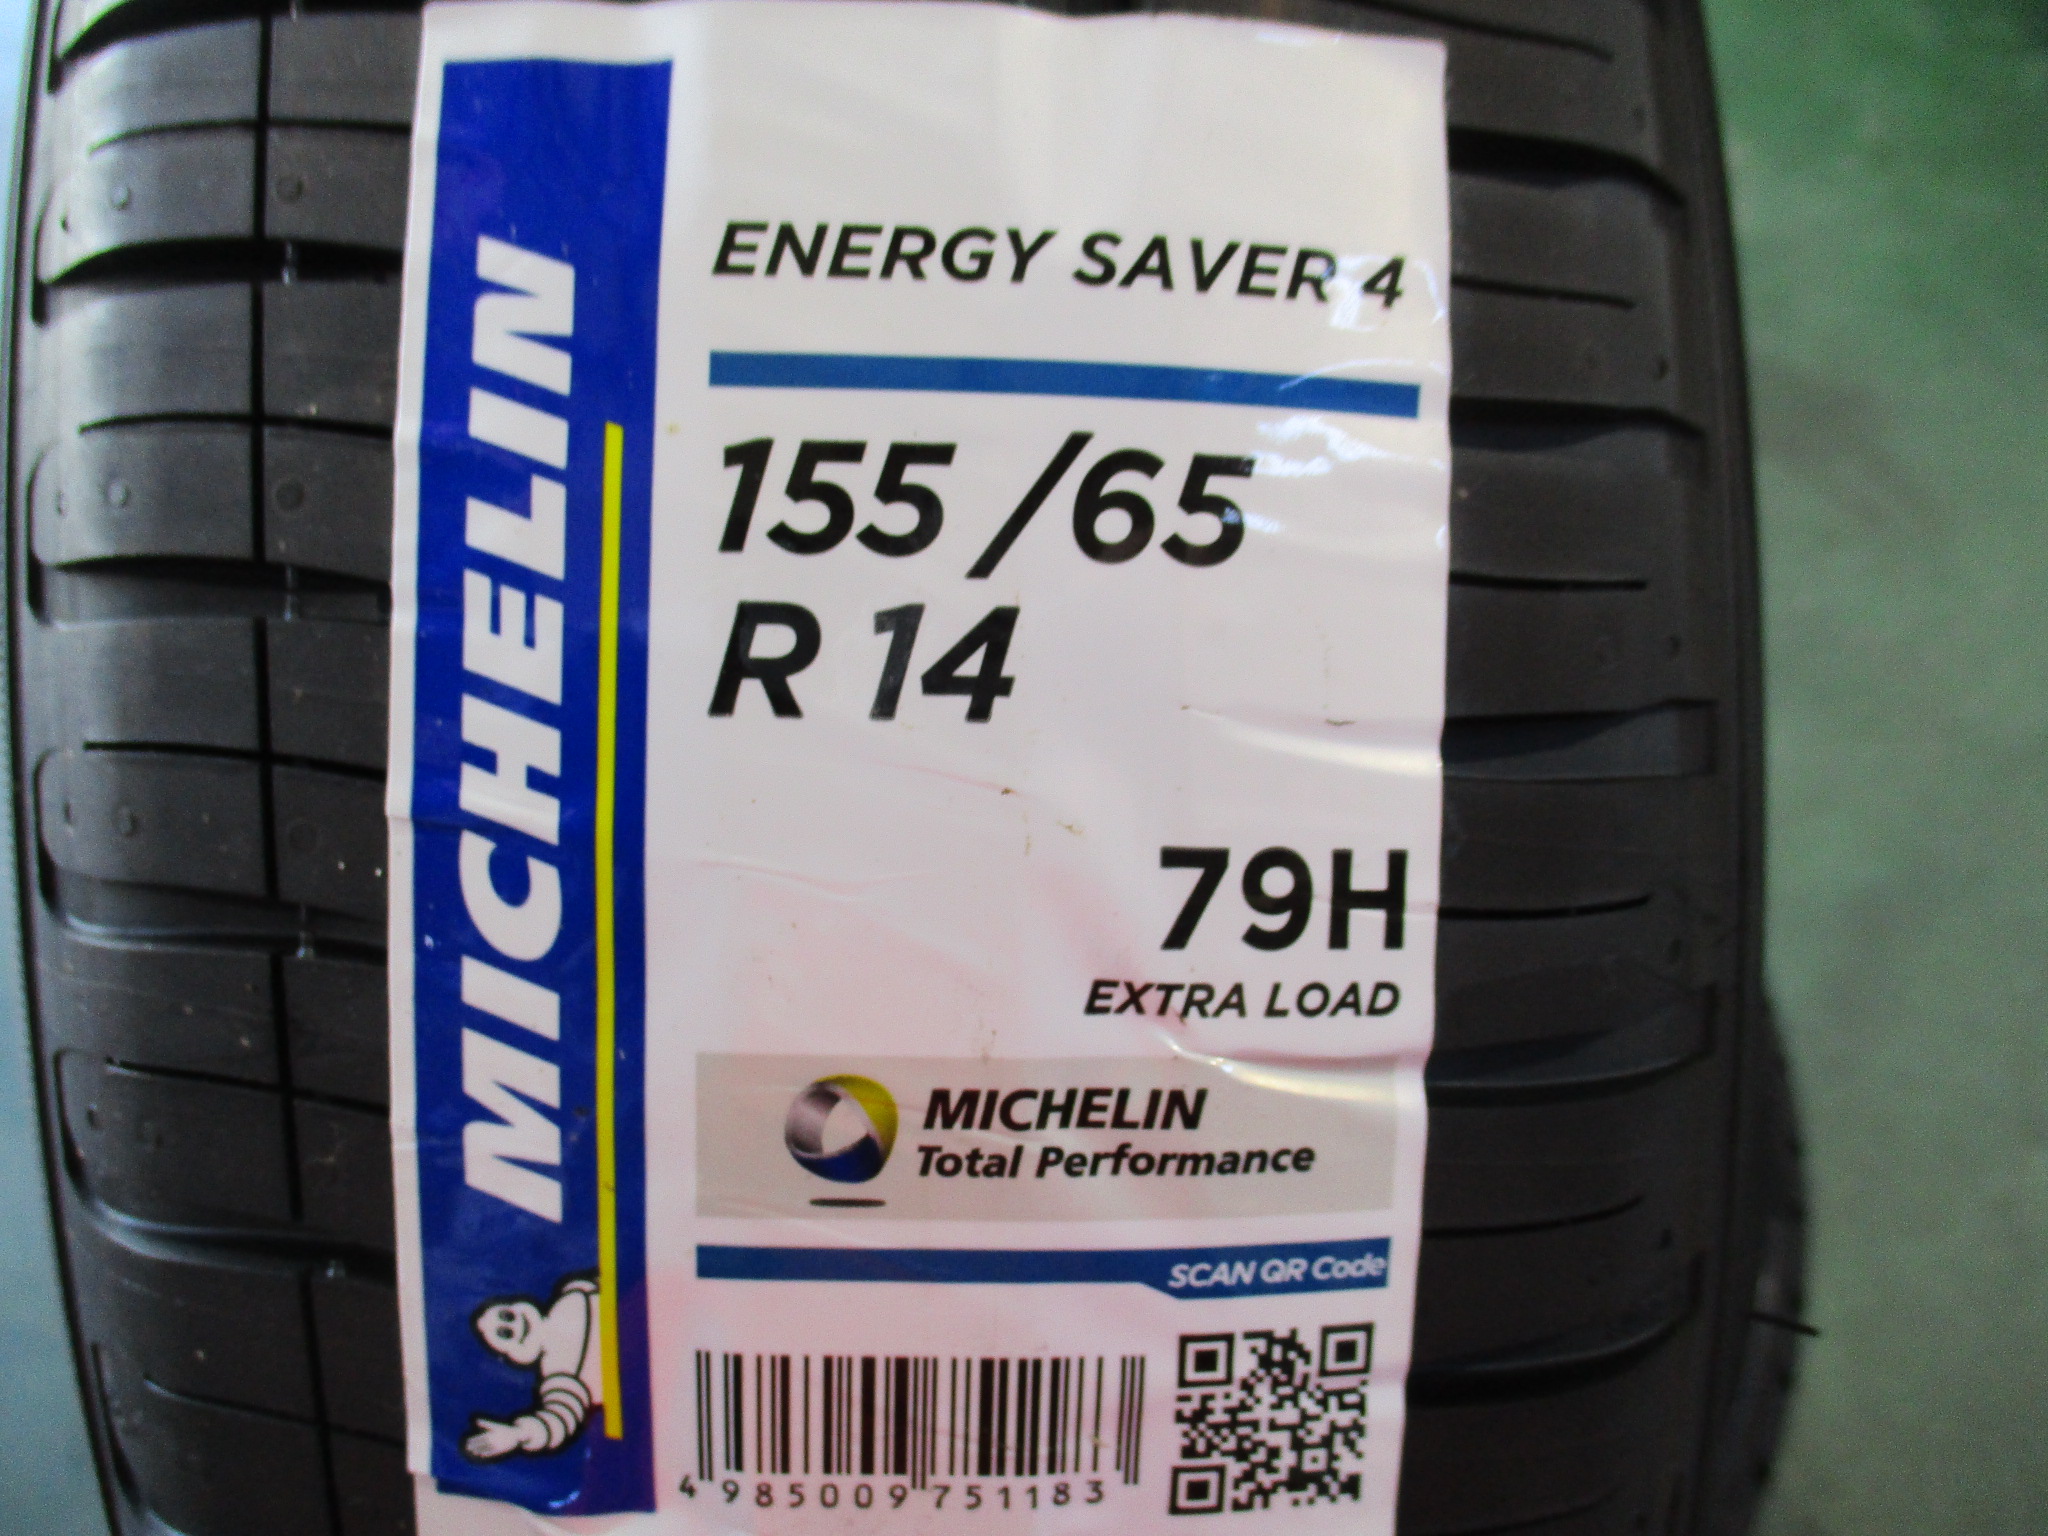 MICHELIN
ENERGY SAVER 4
155 /65
R 14
79H
EXTRA LOAD
MICHELIN
Total Performance
SCAN QR Code
4 985009 751183